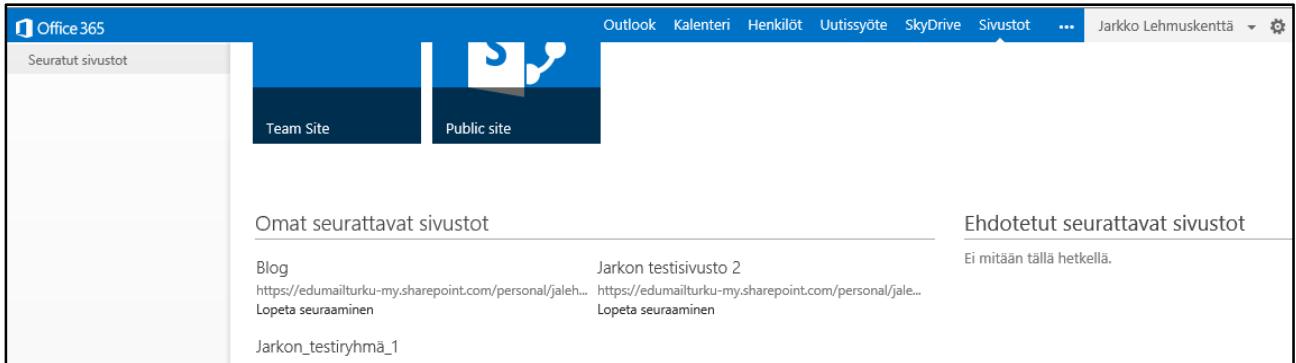 Office 365
Outlook Kalenteri Henkilöt Uutissyöte SkyDrive Sivustot ••• Jarkko Lehmuskenttä
Seuratut sivustot
S
Team Site
Public site
Omat seurattavat sivustot
Blog
https://edumailturku-my.sharepoint.com/personal/jaleh...
Lopeta seuraaminen
Jarkon testisivusto 2
https://edumailturku-my.sharepoint.com/personal/jale...
Lopeta seuraaminen
Jarkon_testiryhmä_1
Ehdotetut seurattavat sivustot
Ei mitään tällä hetkellä.